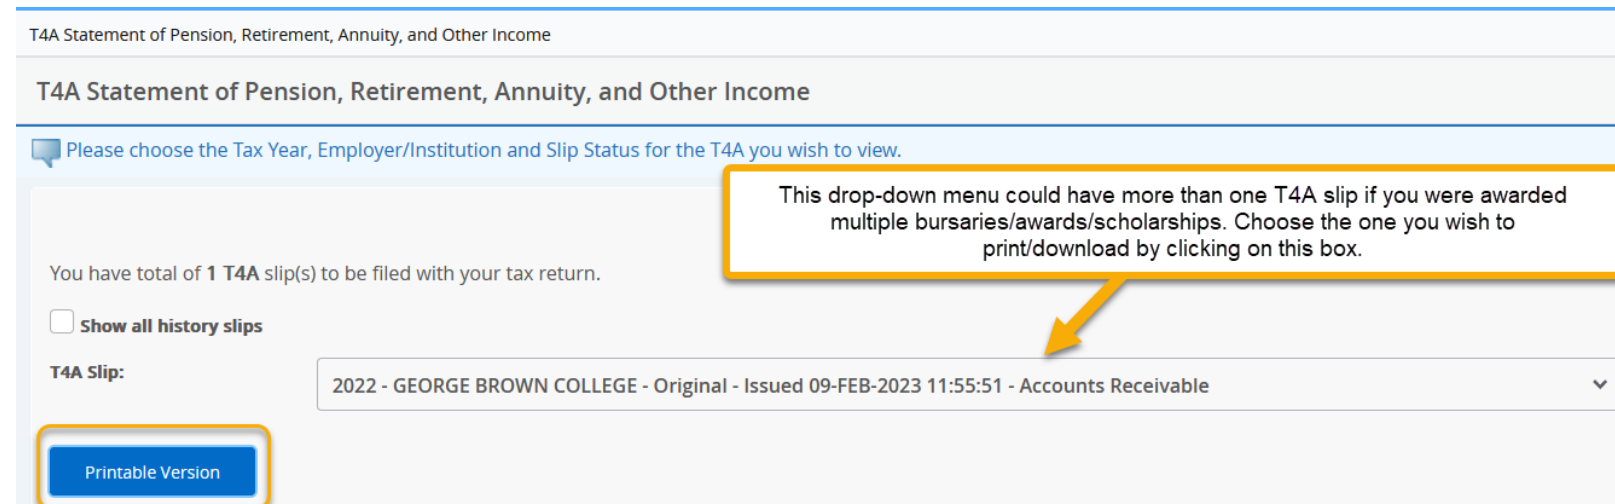 T4A Statement of Pension, Retirement, Annuity, and Other Income
T4A Statement of Pension, Retirement, Annuity, and Other Income
Please choose the Tax Year, Employer/Institution and Slip Status for the T4A you wish to view.
This drop-down menu could have more than one T4A slip if you were awarded
multiple bursaries/awards/scholarships. Choose the one you wish to
print/download by clicking on this box.
You have total of 1 T4A slip(s) to be filed with your tax return.
Show all history slips
T4A Slip:
2022 - GEORGE BROWN COLLEGE - Original - Issued 09-FEB-2023 11:55:51 - Accounts Receivable
Printable Version